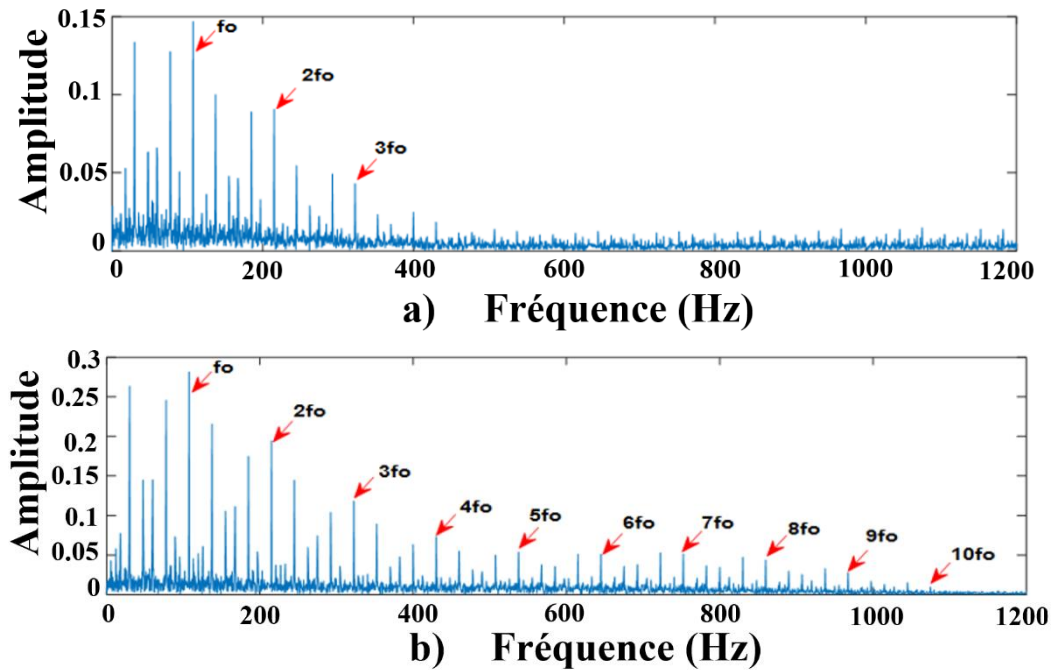 0.15
fo
0.1
2fo
3fo
0.05
0
Amplitude
0 200 400 600 800 1000 1200
a) Fréquence (Hz)
0.3
fo
0.25
2fo
0.2
0.15
3fo
0.1
4fo
5fo
6fo
7fo
8fo
9fo
10fo
0.05
0
Amplitude
0 200 400 600 800 1000 1200
b) Fréquence (Hz)